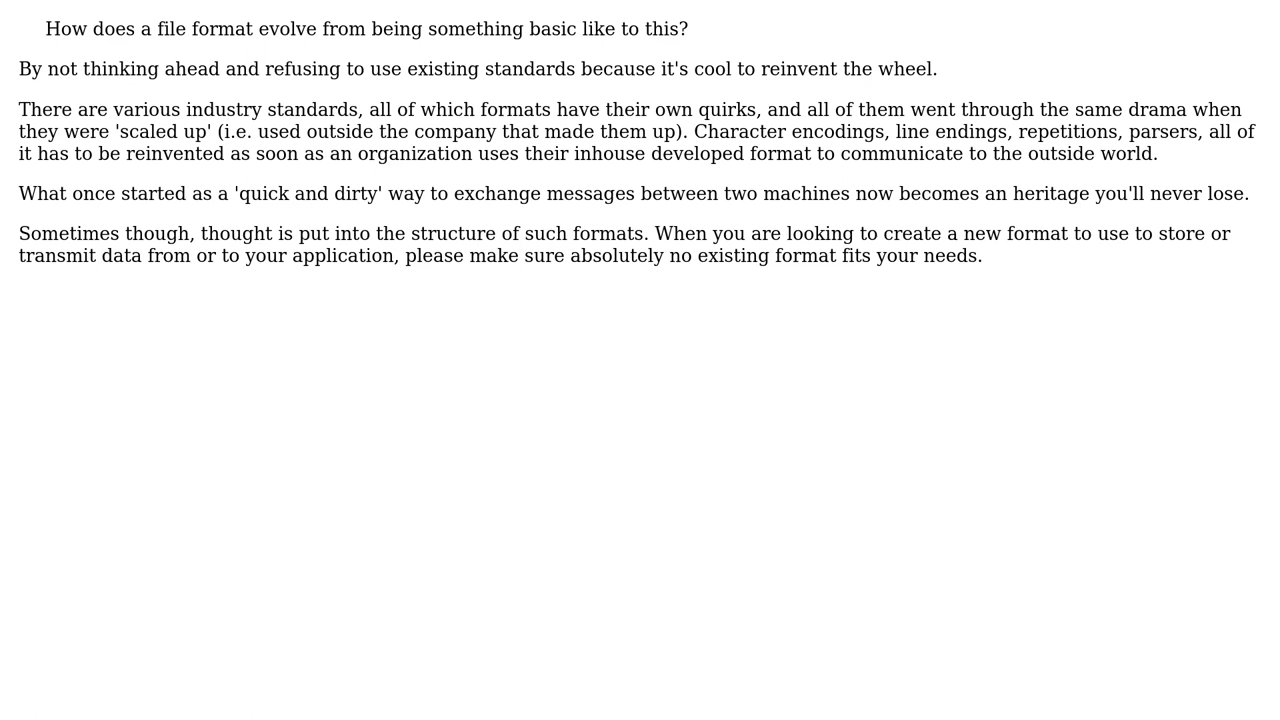 How does a file format evolve from being something basic like to this?
By not thinking ahead and refusing to use existing standards because it's cool to reinvent the wheel.
There are various industry standards, all of which formats have their own quirks, and all of them went through the same drama when
they were 'scaled up' (i.e. used outside the company that made them up). Character encodings, line endings, repetitions, parsers, all of
it has to be reinvented as soon as an organization uses their inhouse developed format to communicate to the outside world.
What once started as a 'quick and dirty' way to exchange messages between two machines now becomes an heritage you'll never lose.
Sometimes though, thought is put into the structure of such formats. When you are looking to create a new format to use to store or
transmit data from or to your application, please make sure absolutely no existing format fits your needs.